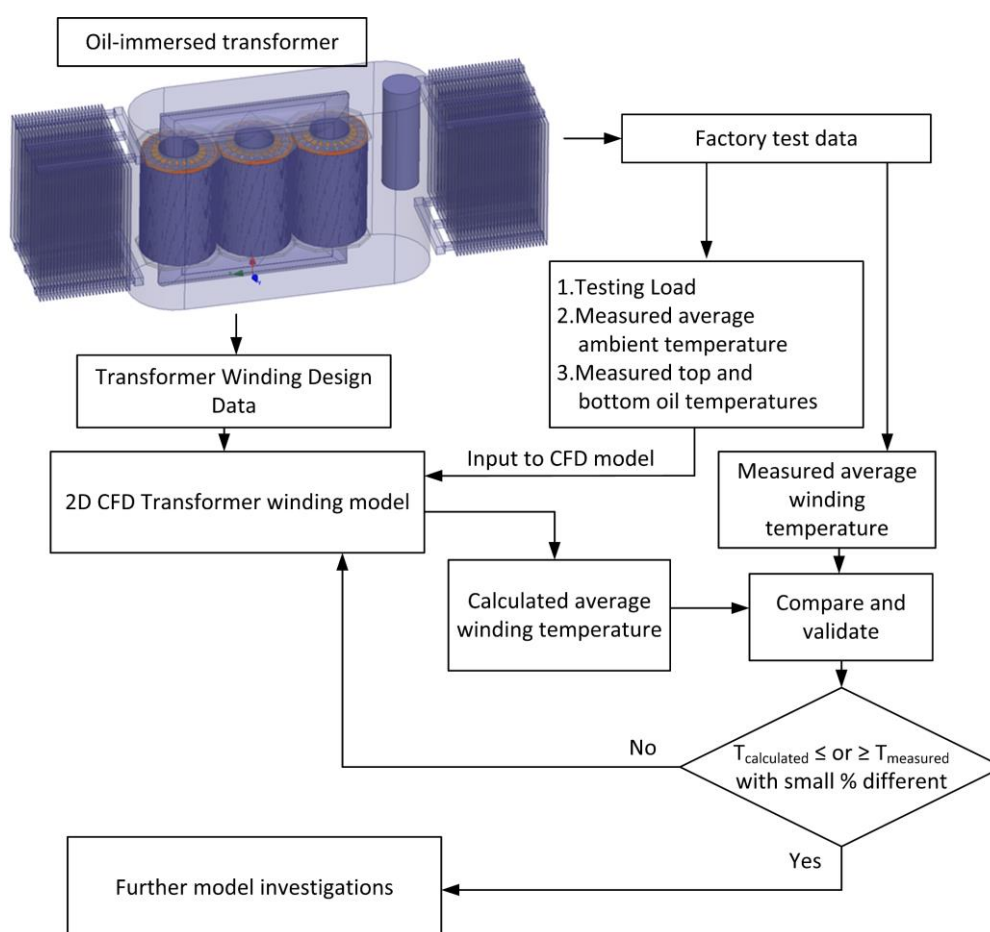 Oil-immersed transformer
Factory test data
1.Testing Load
2.Measured average
ambient temperature
3.Measured top and
bottom oil temperatures
Transformer Winding Design
Data
Input to CFD model
2D CFD Transformer winding model
Measured average
winding
temperature
Calculated average
winding temperature
Compare and
validate
No
Tcalculated ≤ or ≥ Tmeasured
with small % different
Yes
Further model investigations